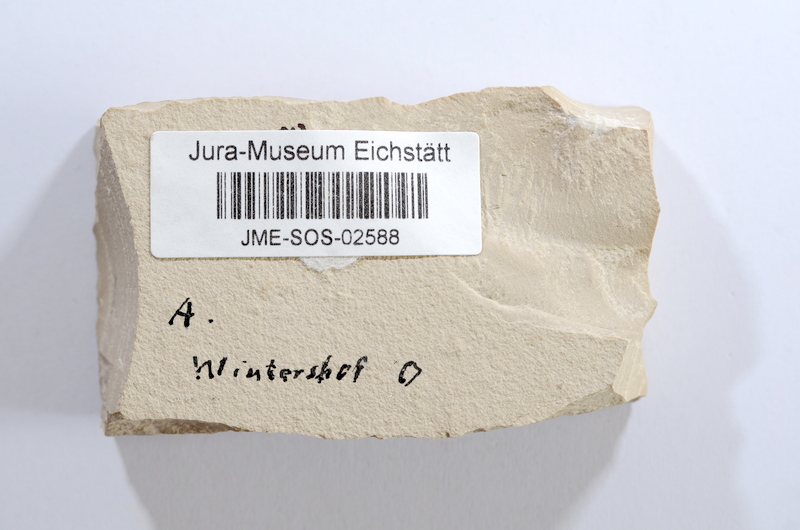 Jura-Museum Eichstätt
JME-SOS-02588
A.
Wintershof O